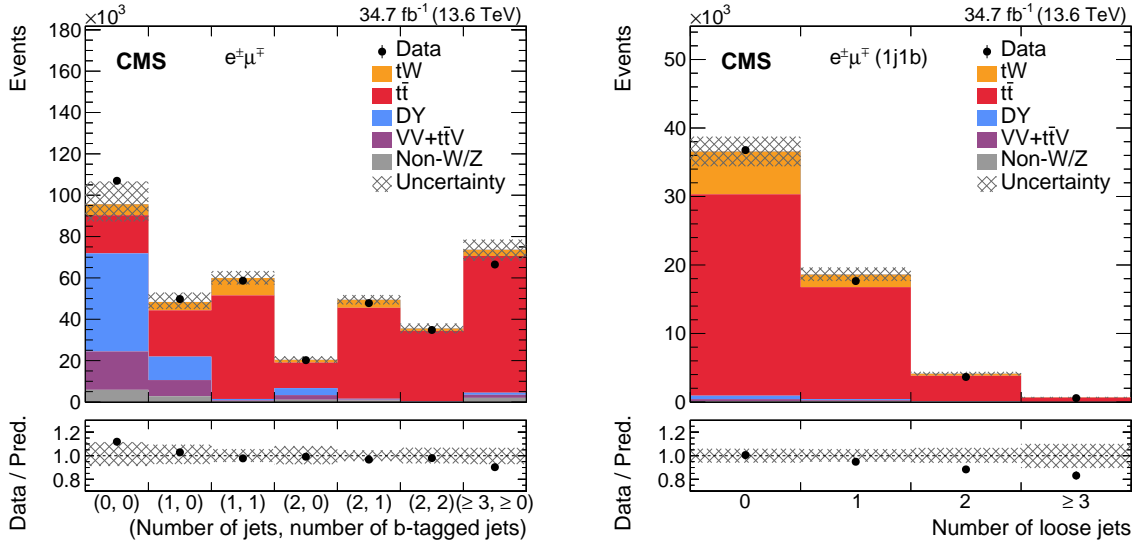 34.7 fb⁻¹ (13.6 TeV)
×10³
Events
180
160
140
120
100
80
60
40
20
0
CMS
e±μ∓
Data
tW
tt̄
DY
VV+tt̄V
Non-W/Z
Uncertainty
Data / Pred.
1.2
1.0
0.8
(0, 0) (1, 0) (1, 1) (2, 0) (2, 1) (2, 2) (≥ 3, ≥ 0)
(Number of jets, number of b-tagged jets)
34.7 fb⁻¹ (13.6 TeV)
×10³
Events
50
40
30
20
10
0
CMS
e±μ∓ (1j1b)
Data
tW
tt̄
DY
VV+tt̄V
Non-W/Z
Uncertainty
Data / Pred.
1.2
1.0
0.8
0 1 2 ≥ 3
Number of loose jets